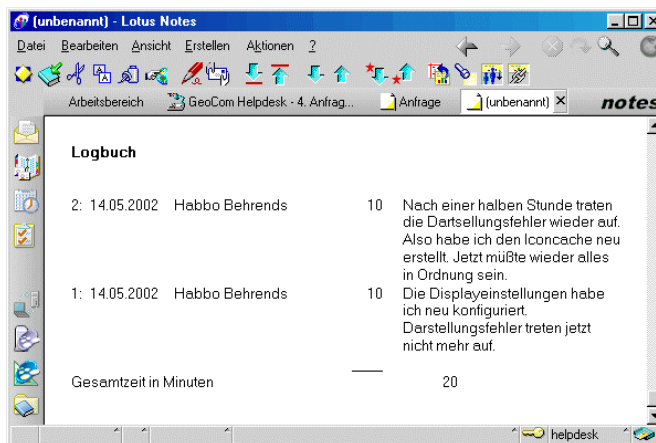 (unbenannt) - Lotus Notes
Datei Bearbeiten Ansicht Erstellen Aktionen ?
Arbeitsbereich GeoCom Helpdesk - 4. Anfrag... Anfrage (unbenannt) notes
Logbuch
2: 14.05.2002 Habbo Behrends 10 Nach einer halben Stunde traten
die Dartsellungsfehler wieder auf.
Also habe ich den Iconcache neu
erstellt. Jetzt müßte wieder alles
in Ordnung sein.
1: 14.05.2002 Habbo Behrends 10 Die Displayeinstellungen habe
ich neu konfiguriert.
Darstellungsfehler treten jetzt
nicht mehr auf.
Gesamtzeit in Minuten 20
helpdesk